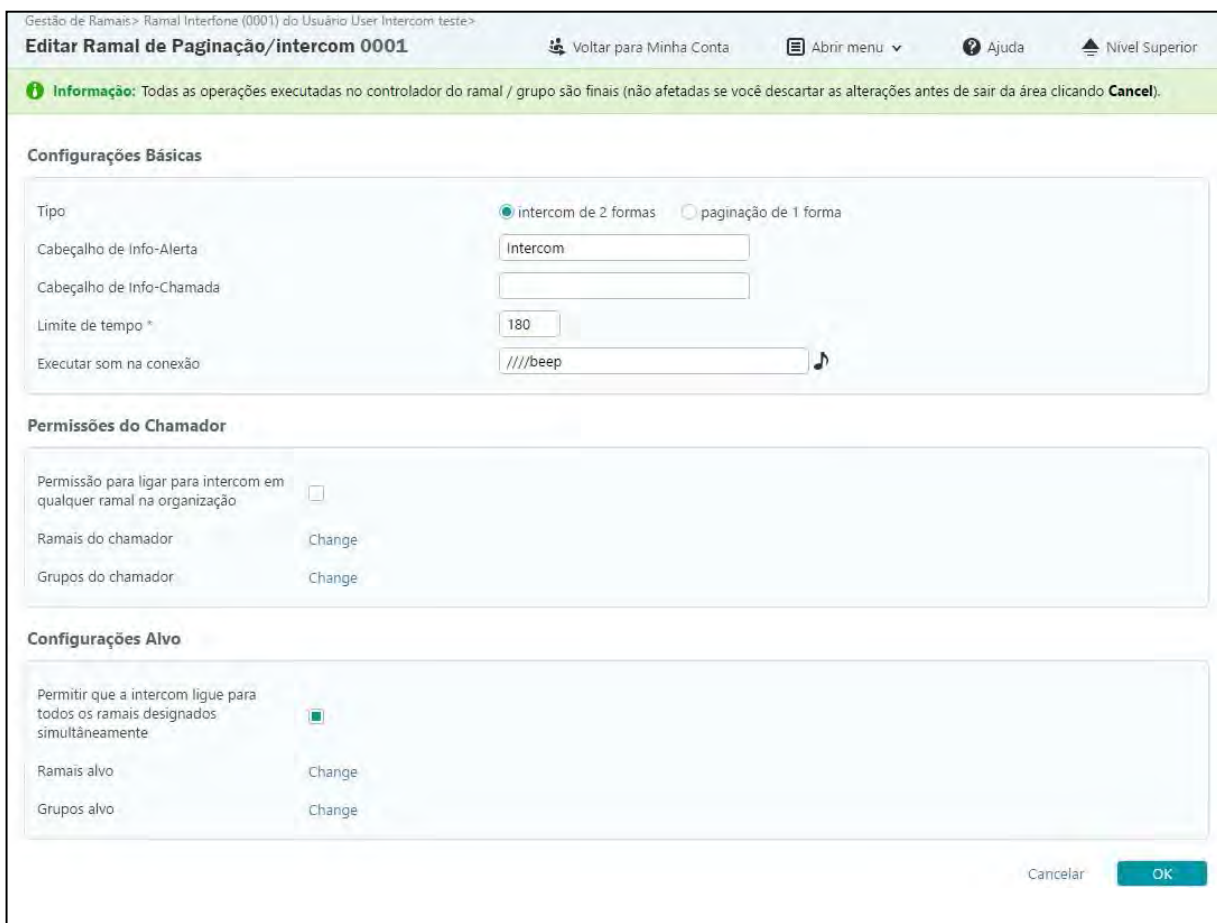 Gestão de Ramais> Ramal Interfone (0001) do Usuário User Intercom teste>
Editar Ramal de Paginação/intercom 0001
Voltar para Minha Conta
Abrir menu
Ajuda
Nível Superior
Informação: Todas as operações executadas no controlador do ramal / grupo são finais (não afetadas se você descartar as alterações antes de sair da área clicando Cancel).
Configurações Básicas
Tipo intercom de 2 formas paginação de 1 forma
Cabeçalho de Info-Alerta Intercom
Cabeçalho de Info-Chamada
Limite de tempo * 180
Executar som na conexão ////beep
Permissões do Chamador
Permissão para ligar para intercom em
qualquer ramal na organização
Ramais do chamador Change
Grupos do chamador Change
Configurações Alvo
Permitir que a intercom ligue para
todos os ramais designados
simultâneamente
Ramais alvo Change
Grupos alvo Change
Cancelar OK